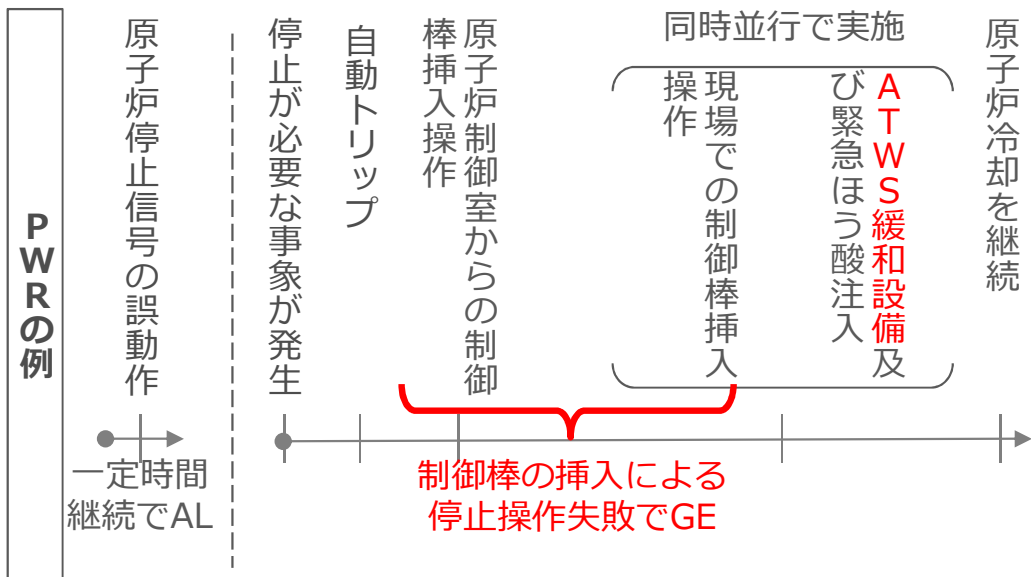 PWRの例
原子炉停止信号の誤動作
一定時間
継続でAL
停止が必要な事象が発生
自動トリップ
原子炉制御室からの制御
棒挿入操作
同時並行で実施
現場での制御棒挿入
操作
ATWS緩和設備及
び緊急ほう酸注入
原子炉冷却を継続
制御棒の挿入による
停止操作失敗でGE